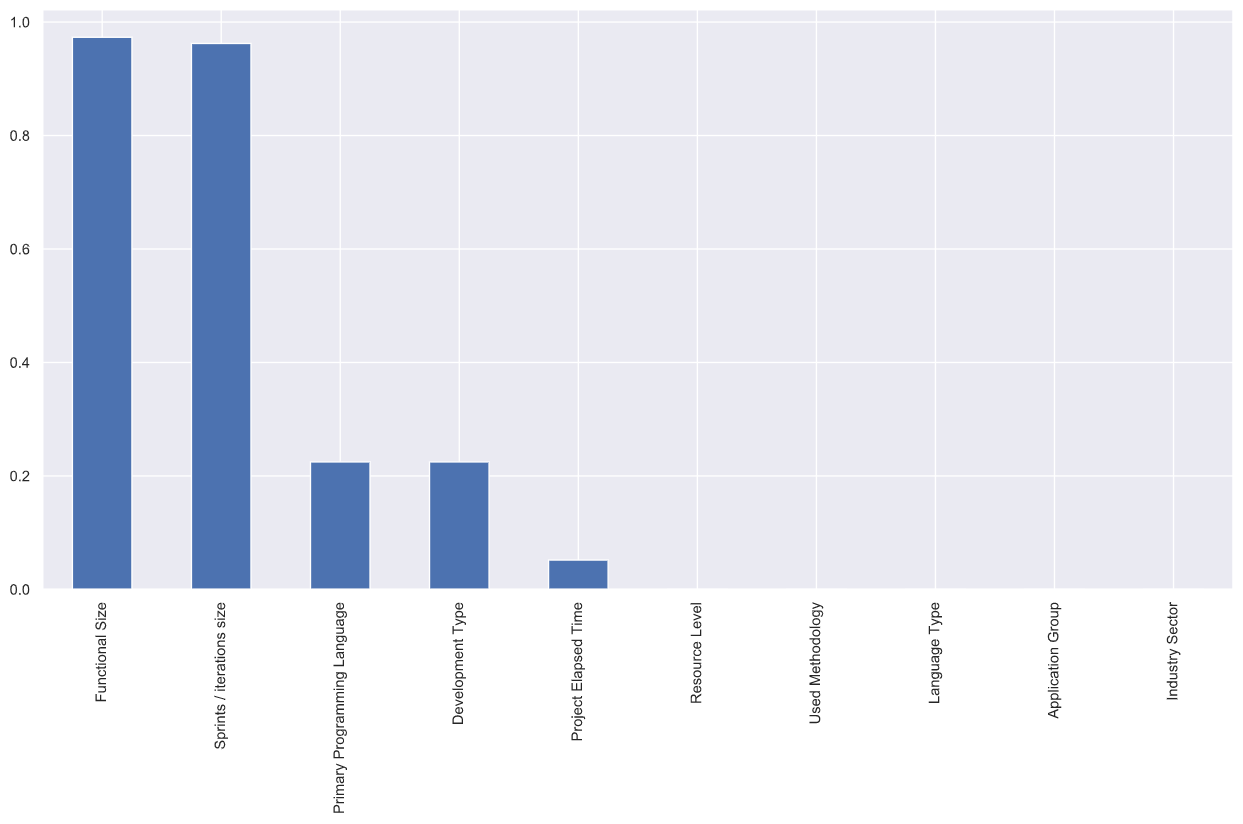 1.0
0.8
0.6
0.4
0.2
0.0
Functional Size
Sprints / iterations size
Primary Programming Language
Development Type
Project Elapsed Time
Resource Level
Used Methodology
Language Type
Application Group
Industry Sector